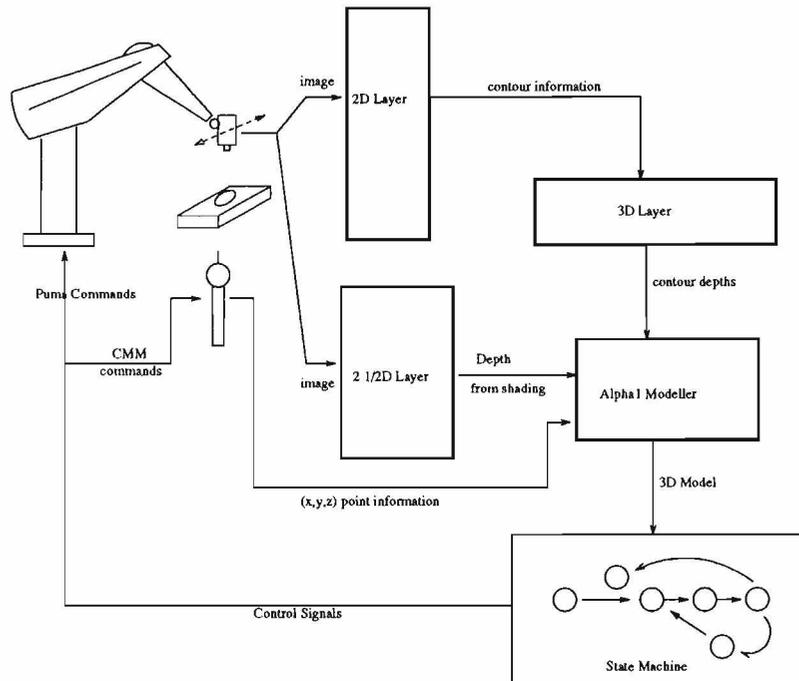 image
2D Layer
contour information
3D Layer
Puma Commands
contour depths
CMM
commands
image
2 1/2D Layer
Depth
from shading
Alpha1 Modeller
(x,y,z) point information
3D Model
Control Signals
State Machine